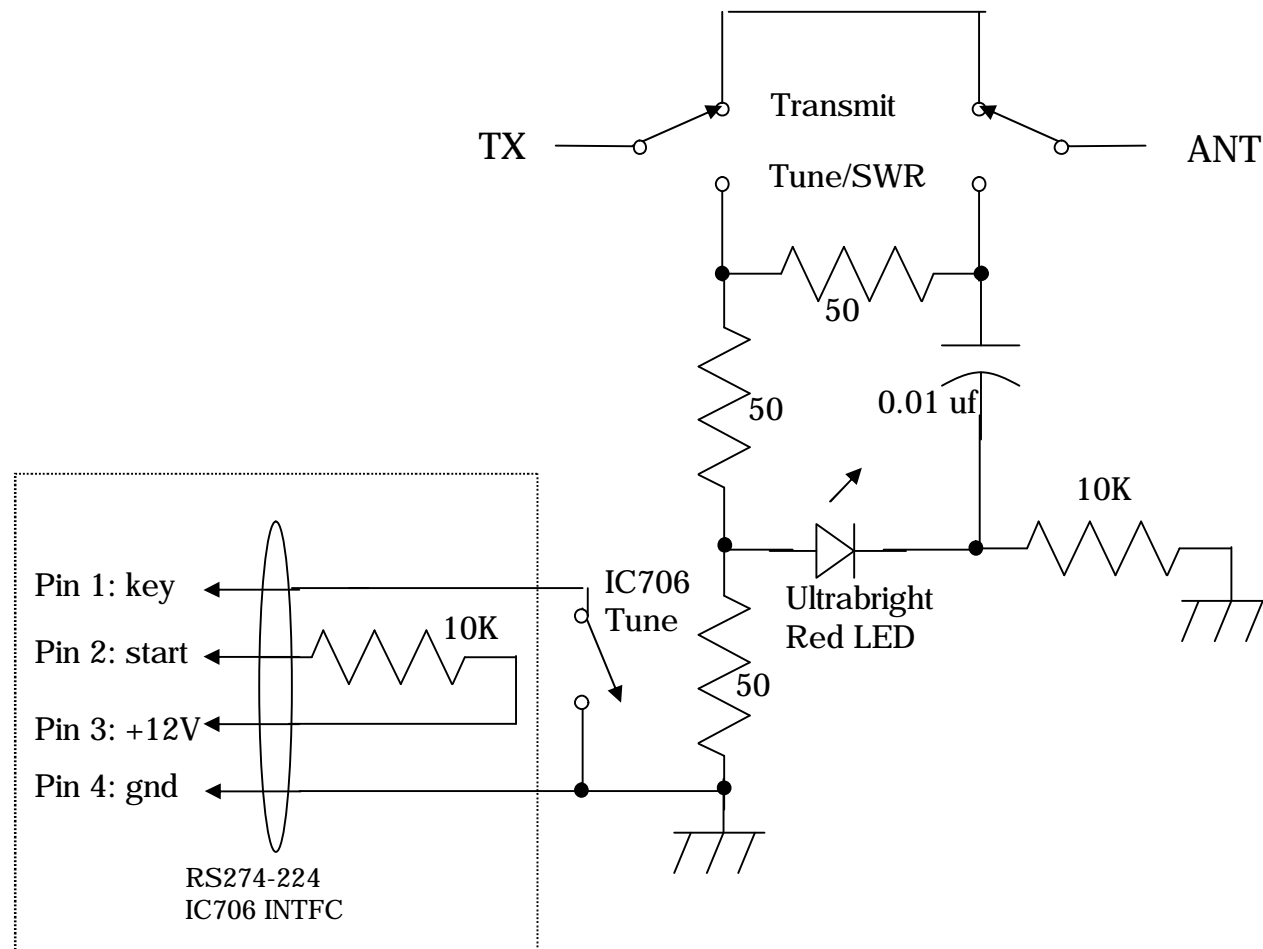 Transmit
TX
ANT
Tune/SWR
50
50
0.01 uf
10K
Pin 1: key
IC706
Tune
Ultrabright
Red LED
10K
Pin 2: start
50
Pin 3: +12V
Pin 4: gnd
RS274-224
IC706 INTFC